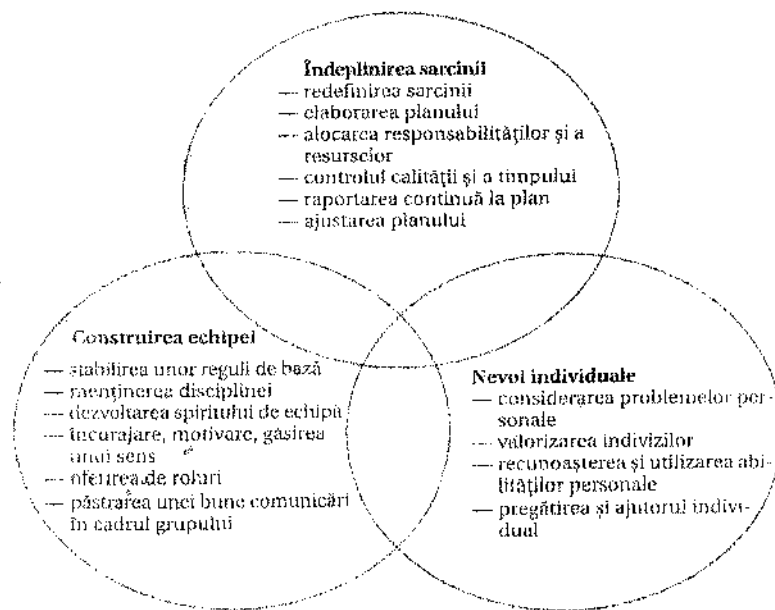 Îndeplinirea sarcinii
— redefinirea sarcinii
— elaborarea planului
— alocarea responsabilităților și a
resurselor
— controlul calității și a timpului
— raportarea continuă la plan
— ajustarea planului
Construirea echipei
— stabilirea unor reguli de bază
— menținerea disciplinei
— dezvoltarea spiritului de echipă
— încurajare, motivare, găsirea
unui sens
— oferirea de roluri
— păstrarea unei bune comunicări
în cadrul grupului
Nevoi individuale
— considerarea problemelor per-
sonale
— valorizarea indivizilor
— recunoașterea și utilizarea abi-
lităților personale
— pregătirea și ajutorul indivi-
dual